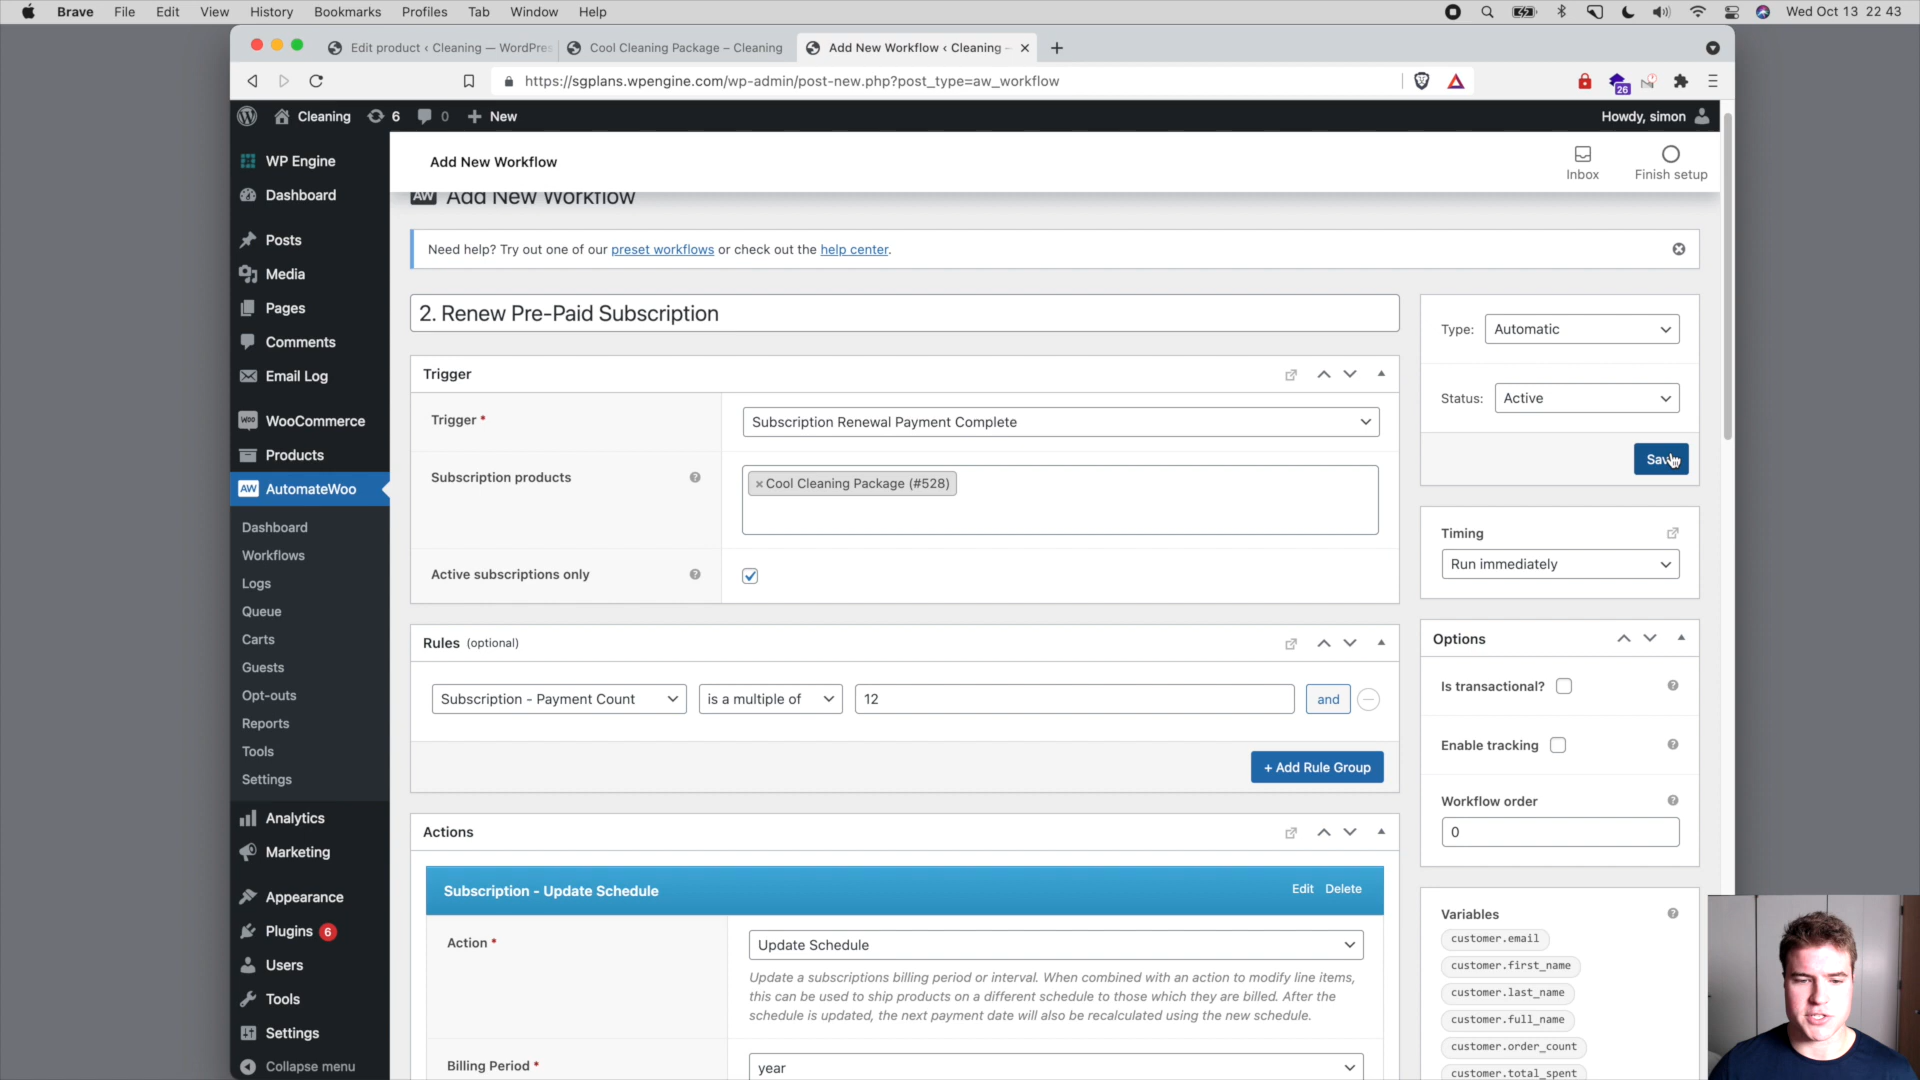 Brave File Edit View History Bookmarks Profiles Tab Window Help Wed Oct 13 22 43
Edit product ‹ Cleaning — WordPres Cool Cleaning Package – Cleaning Add New Workflow ‹ Cleaning –
https://sgplans.wpengine.com/wp-admin/post-new.php?post_type=aw_workflow 26
Cleaning 6 0 New Howdy, simon
WP Engine
Dashboard
Posts
Media
Pages
Comments
Email Log
WooCommerce
Products
AW AutomateWoo
Dashboard
Workflows
Logs
Queue
Carts
Guests
Opt-outs
Reports
Tools
Settings
Analytics
Marketing
Appearance
Plugins 6
Users
Tools
Settings
Collapse menu
Add New Workflow
Inbox
Finish setup
AW Add New Workflow
Need help? Try out one of our preset workflows or check out the help center.
2. Renew Pre-Paid Subscription
Trigger
Trigger *
Subscription Renewal Payment Complete
Subscription products
×Cool Cleaning Package (#528)
Active subscriptions only
Rules (optional)
Subscription - Payment Count is a multiple of 12 and
+ Add Rule Group
Actions
Subscription - Update Schedule Edit Delete
Action *
Update Schedule
Update a subscriptions billing period or interval. When combined with an action to modify line items,
this can be used to ship products on a different schedule to those which they are billed. After the
schedule is updated, the next payment date will also be recalculated using the new schedule.
Billing Period *
year
Type: Automatic
Status: Active
Timing
Run immediately
Options
Is transactional?
Enable tracking
Workflow order
0
Variables
customer.email
customer.first_name
customer.last_name
customer.full_name
customer.order_count
customer.total_spent